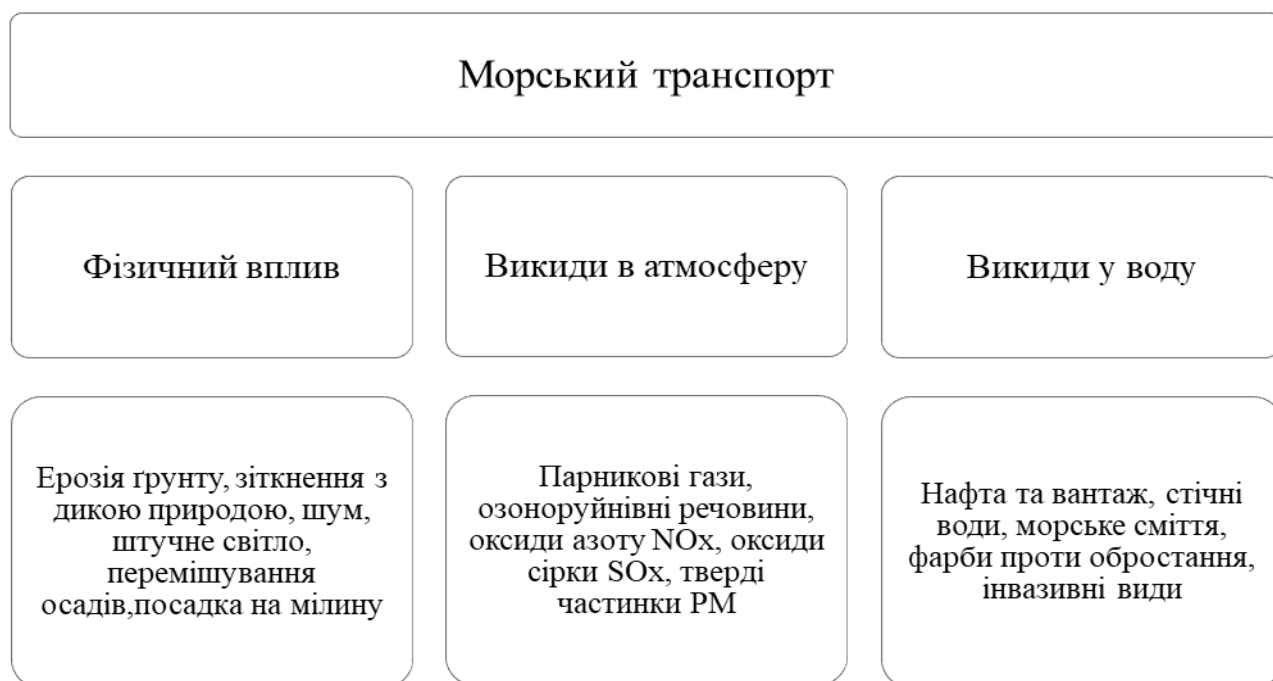 Морський транспорт
Фізичний вплив
Викиди в атмосферу
Викиди у воду
Ерозія ґрунту, зіткнення з
дикою природою, шум,
штучне світло,
перемішування
осадів,посадка на мілину
Парникові гази,
озоноруйнівні речовини,
оксиди азоту NOx, оксиди
сірки SOx, тверді
частинки PM
Нафта та вантаж, стічні
води, морське сміття,
фарби проти обростання,
інвазивні види